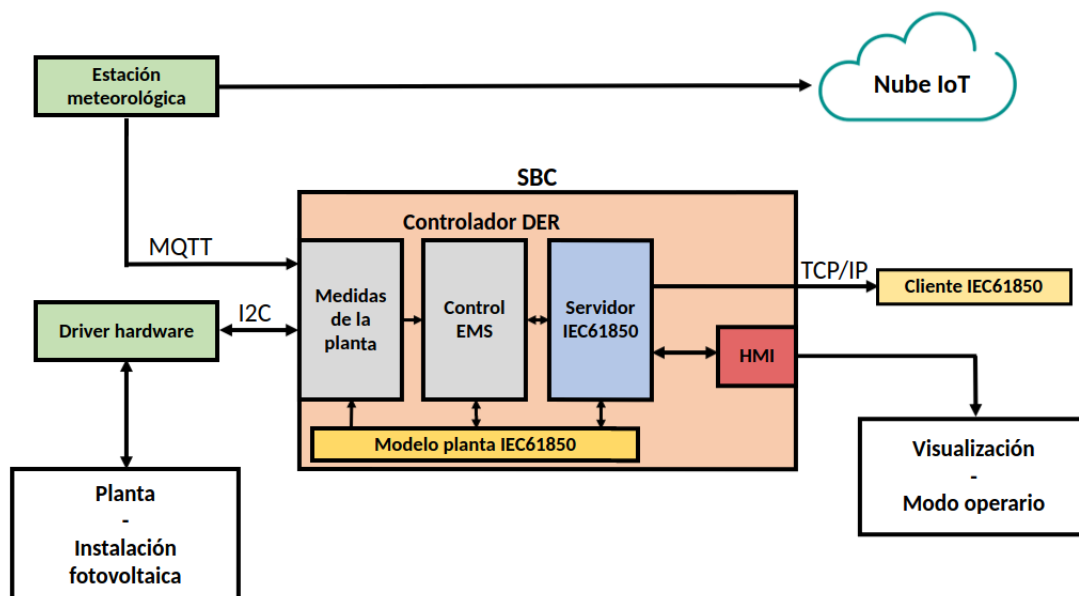 Estación
meteorológica
Nube IoT
SBC
Controlador DER
MQTT
TCP/IP
Medidas
de la
planta
Control
EMS
Servidor
IEC61850
Cliente IEC61850
I2C
Driver hardware
HMI
Modelo planta IEC61850
Visualización
-
Modo operario
Planta
-
Instalación
fotovoltaica